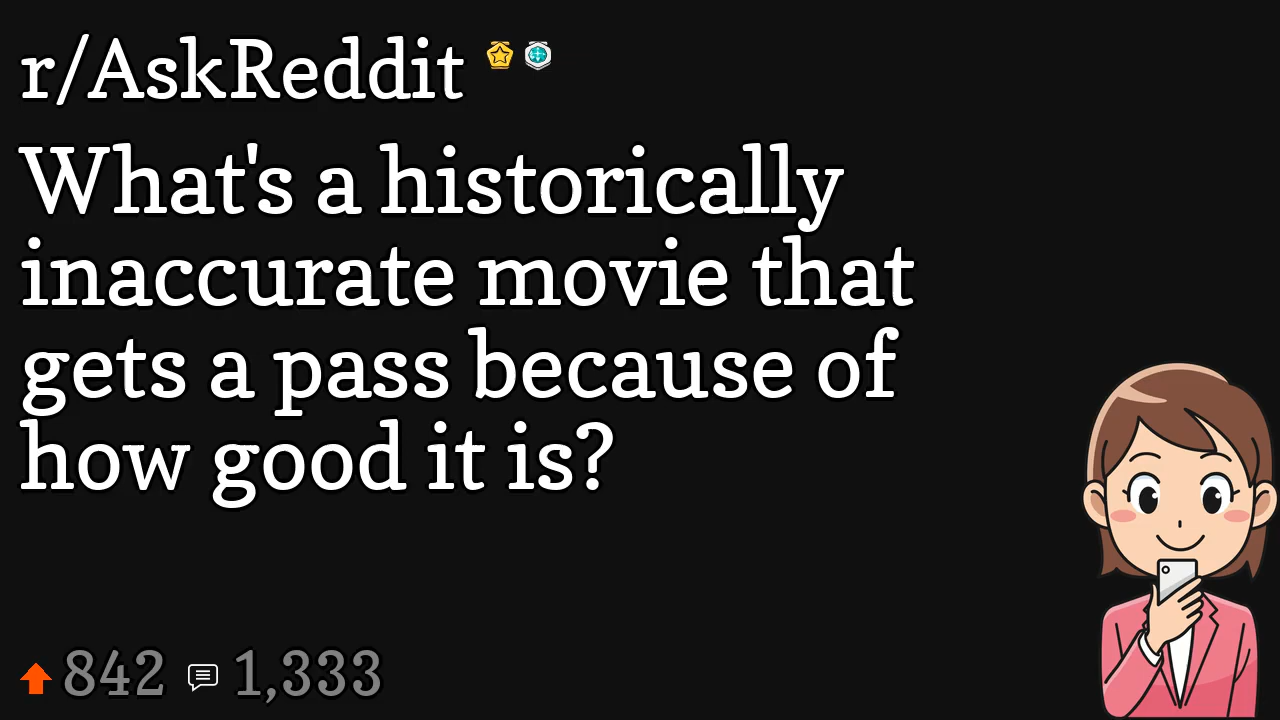 r/AskReddit
What's a historically
inaccurate movie that
gets a pass because of
how good it is?
842 1,333